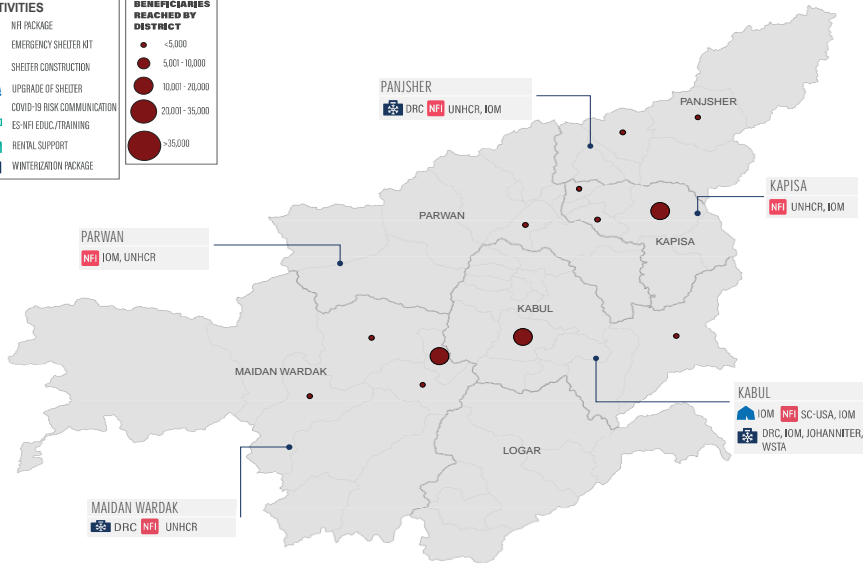 TIVITIES
NFI PACKAGE
EMERGENCY SHELTER KIT
SHELTER CONSTRUCTION
UPGRADE OF SHELTER
COVID-19 RISK COMMUNICATION
ES-NFI EDUC./TRAINING
RENTAL SUPPORT
WINTERIZATION PACKAGE
BENEFICIARIES
REACHED BY
DISTRICT
<5,000
5,001 - 10,000
10,001 - 20,000
20,001 - 35,000
>35,000
PANJSHER
DRC NFI UNHCR, IOM
PANJSHER
KAPISA
NFI UNHCR, IOM
PARWAN
KAPISA
PARWAN
NFI IOM, UNHCR
KABUL
MAIDAN WARDAK
KABUL
IOM NFI SC-USA, IOM
DRC, IOM, JOHANNITER,
WSTA
LOGAR
MAIDAN WARDAK
DRC NFI UNHCR